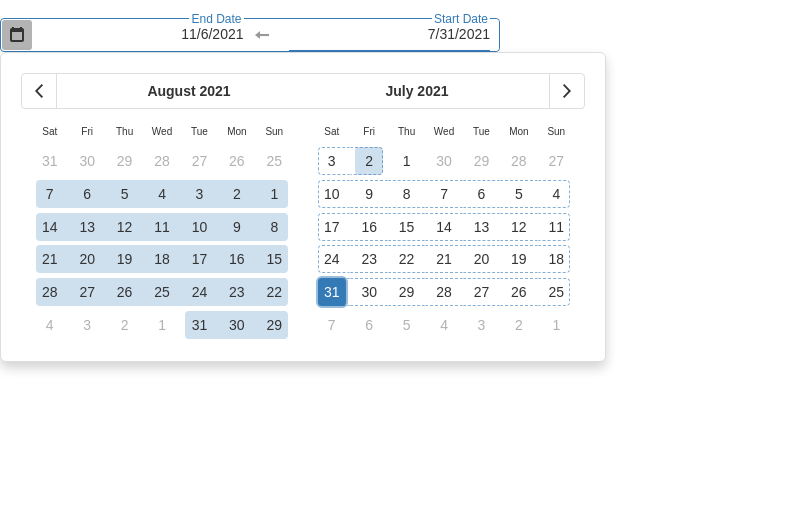 End Date Start Date
11/6/2021 7/31/2021
August 2021 July 2021
Sat Fri Thu Wed Tue Mon Sun Sat Fri Thu Wed Tue Mon Sun
31 30 29 28 27 26 25 3 2 1 30 29 28 27
7 6 5 4 3 2 1 10 9 8 7 6 5 4
14 13 12 11 10 9 8 17 16 15 14 13 12 11
21 20 19 18 17 16 15 24 23 22 21 20 19 18
28 27 26 25 24 23 22 31 30 29 28 27 26 25
4 3 2 1 31 30 29 7 6 5 4 3 2 1